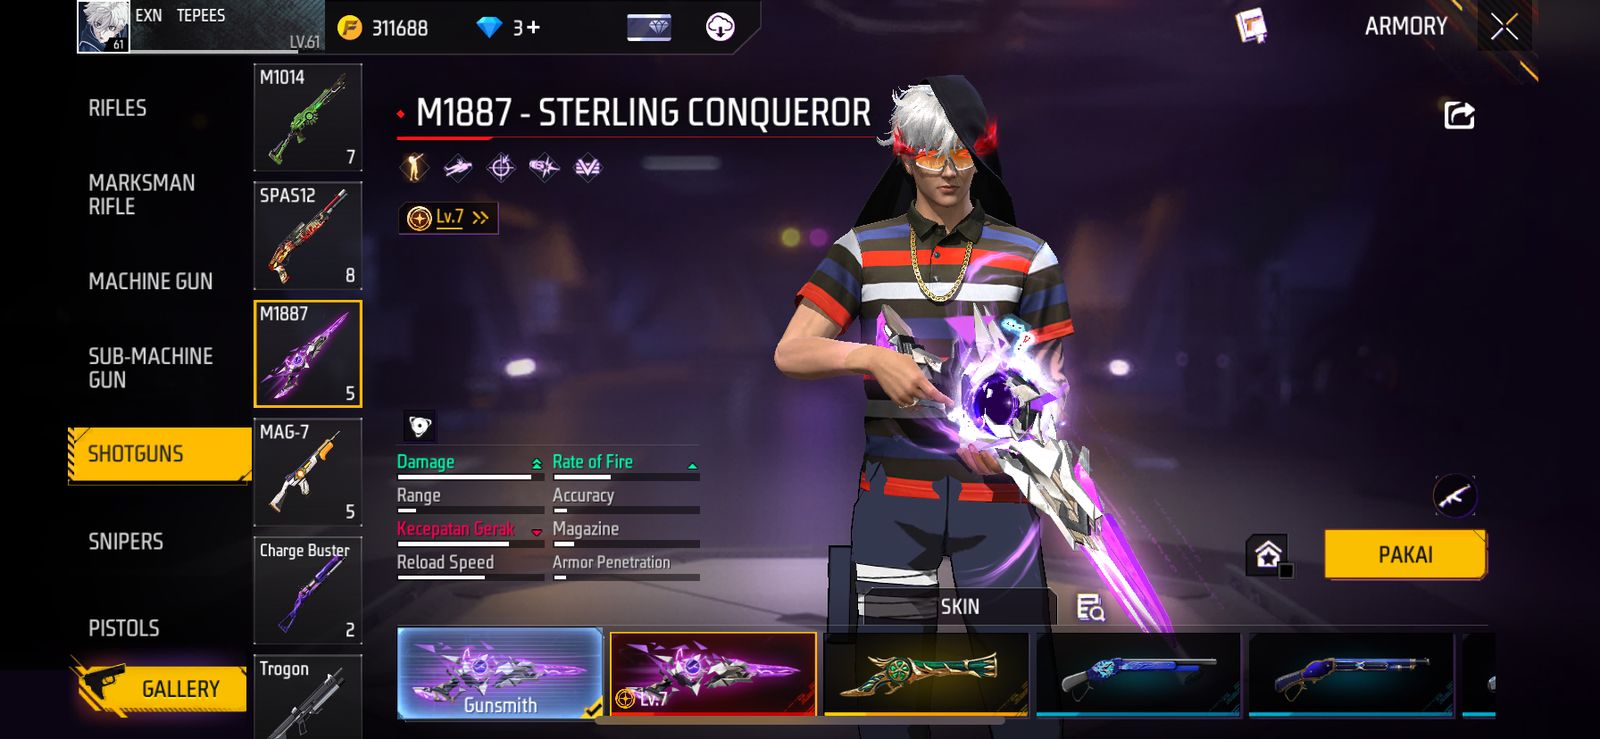 EXN TEPEES
61
LV.61
311688
3+
ARMORY
RIFLES
MARKSMAN
RIFLE
MACHINE GUN
SUB-MACHINE
GUN
SHOTGUNS
SNIPERS
PISTOLS
GALLERY
M1014
7
SPAS12
8
M1887
5
MAG-7
5
Charge Buster
2
Trogon
M1887 - STERLING CONQUEROR
Lv.7
Damage
Rate of Fire
Range
Accuracy
Kecepatan Gerak
Magazine
Reload Speed
Armor Penetration
PAKAI
SKIN
Gunsmith
Lv.7